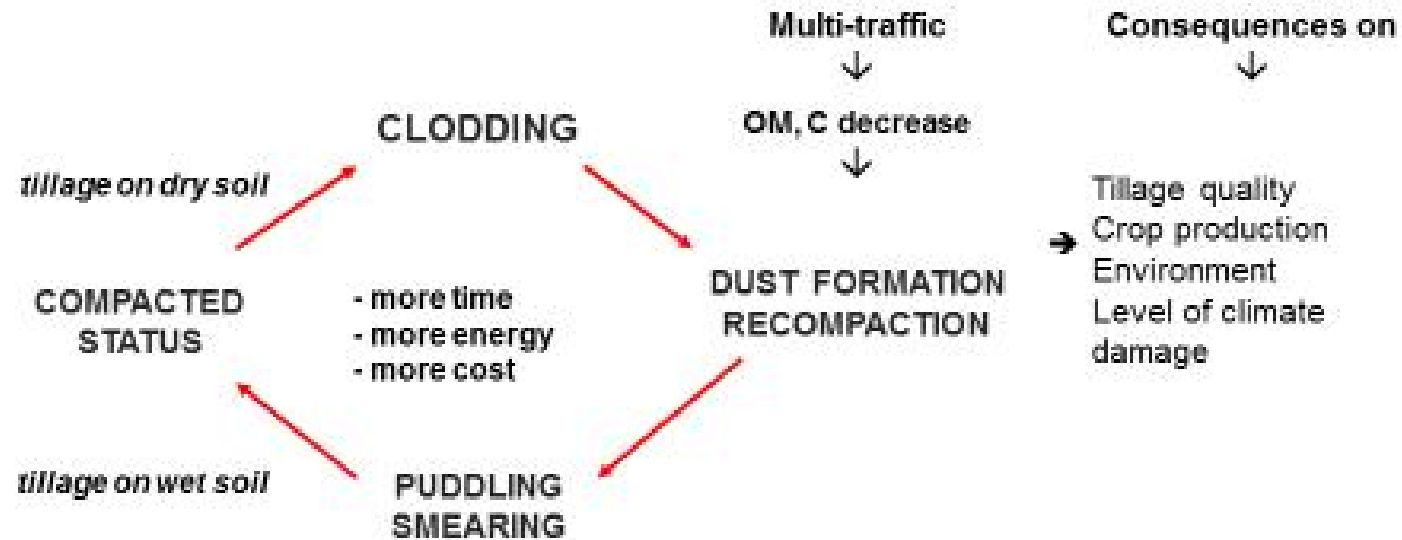 Multi-traffic
Consequences on
↓
↓
CLODDING
OM, C decrease
↓
tillage on dry soil
Tillage quality
➔ Crop production
Environment
Level of climate
damage
COMPACTED
STATUS
- more time
- more energy
- more cost
DUST FORMATION
RECOMPACTION
tillage on wet soil
PUDDLING
SMEARING